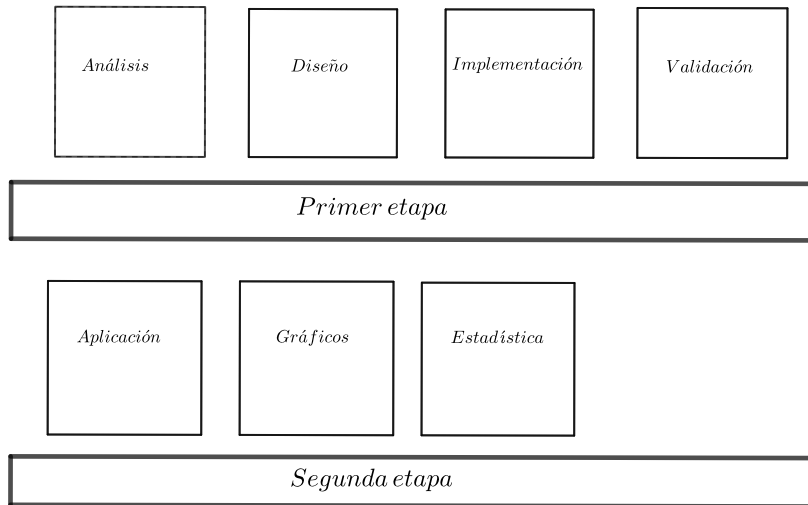 Análisis
Diseño
Implementación
Validación
Primer etapa
Aplicación
Gráficos
Estadística
Segunda etapa